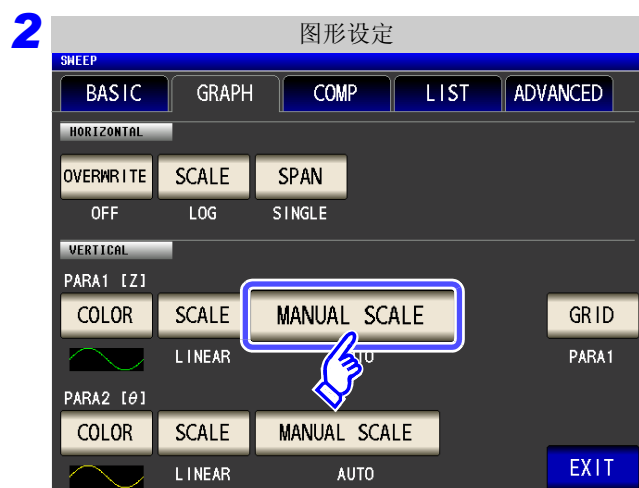 2
图形设定
SWEEP
BASIC GRAPH COMP LIST ADVANCED
HORIZONTAL
OVERWRITE SCALE SPAN
OFF LOG SINGLE
VERTICAL
PARA1 [Z]
COLOR SCALE MANUAL SCALE GRID
LINEAR PARA1
PARA2 [θ]
COLOR SCALE MANUAL SCALE
LINEAR AUTO EXIT